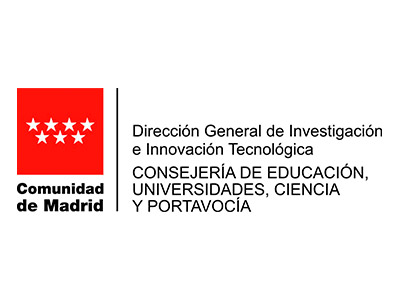 Comunidad
de Madrid
Dirección General de Investigación
e Innovación Tecnológica
CONSEJERÍA DE EDUCACIÓN,
UNIVERSIDADES, CIENCIA
Y PORTAVOCÍA